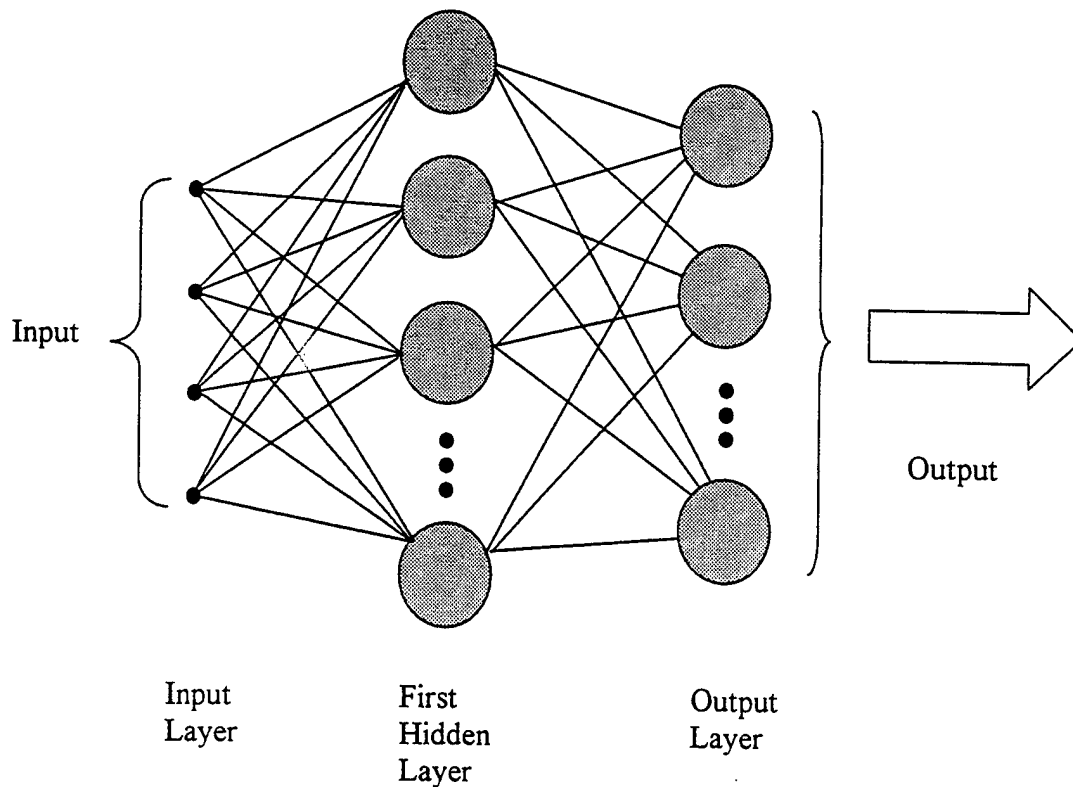 Input
Output
Input
Layer
First
Hidden
Layer
Output
Layer